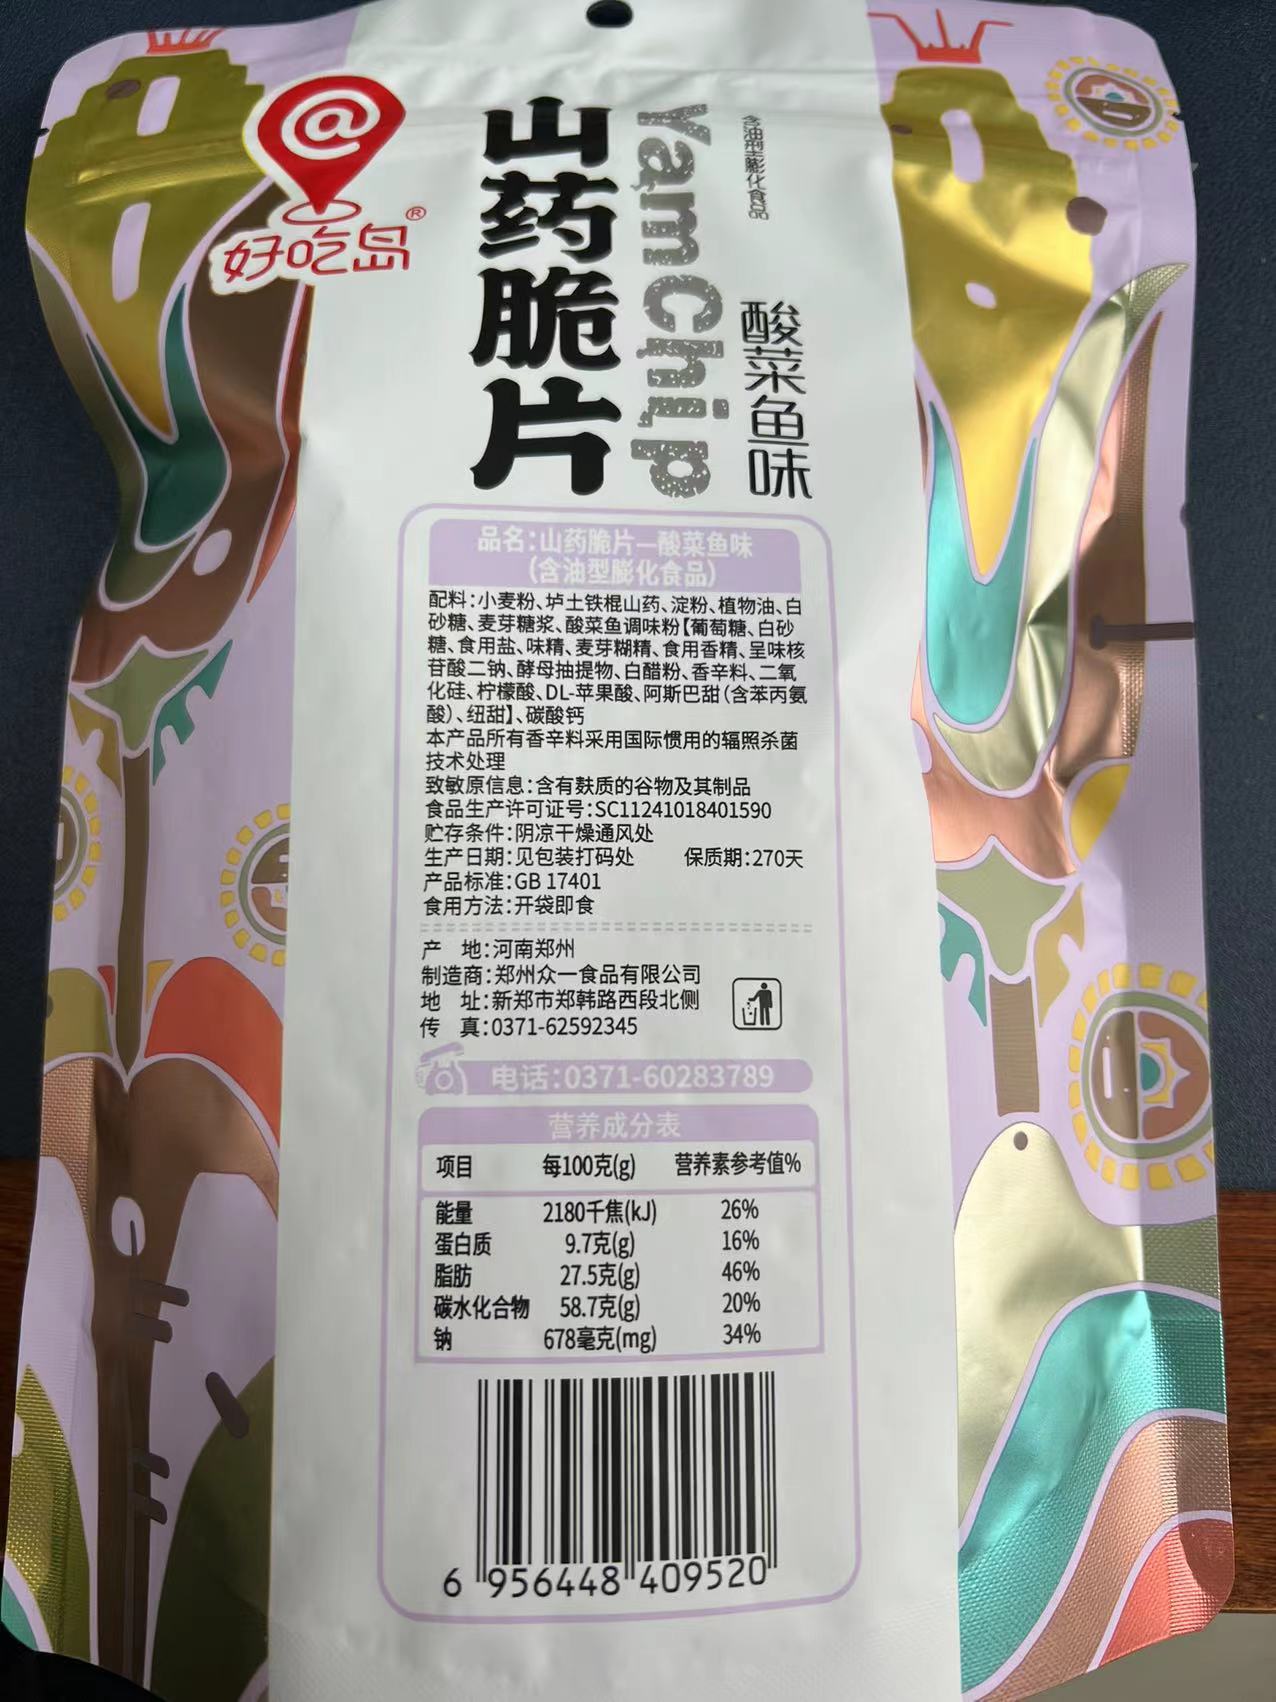 @
好吃岛®
山药脆片
YamChip
含油型膨化食品
酸菜鱼味
品名:山药脆片—酸菜鱼味
(含油型膨化食品)
配料:小麦粉、垆土铁棍山药、淀粉、植物油、白
砂糖、麦芽糖浆、酸菜鱼调味粉【葡萄糖、白砂
糖、食用盐、味精、麦芽糊精、食用香精、呈味核
苷酸二钠、酵母抽提物、白醋粉、香辛料、二氧
化硅、柠檬酸、DL-苹果酸、阿斯巴甜(含苯丙氨
酸)、纽甜】、碳酸钙
本产品所有香辛料采用国际惯用的辐照杀菌
技术处理
致敏原信息:含有麸质的谷物及其制品
食品生产许可证号:SC11241018401590
贮存条件:阴凉干燥通风处
生产日期:见包装打码处 保质期:270天
产品标准:GB 17401
食用方法:开袋即食
产 地:河南郑州
制造商:郑州众一食品有限公司
地 址:新郑市郑韩路西段北侧
传 真:0371-62592345
电话:0371-60283789
营养成分表
项目 每100克(g) 营养素参考值%
能量 2180千焦(kJ) 26%
蛋白质 9.7克(g) 16%
脂肪 27.5克(g) 46%
碳水化合物 58.7克(g) 20%
钠 678毫克(mg) 34%
6 956448 409520